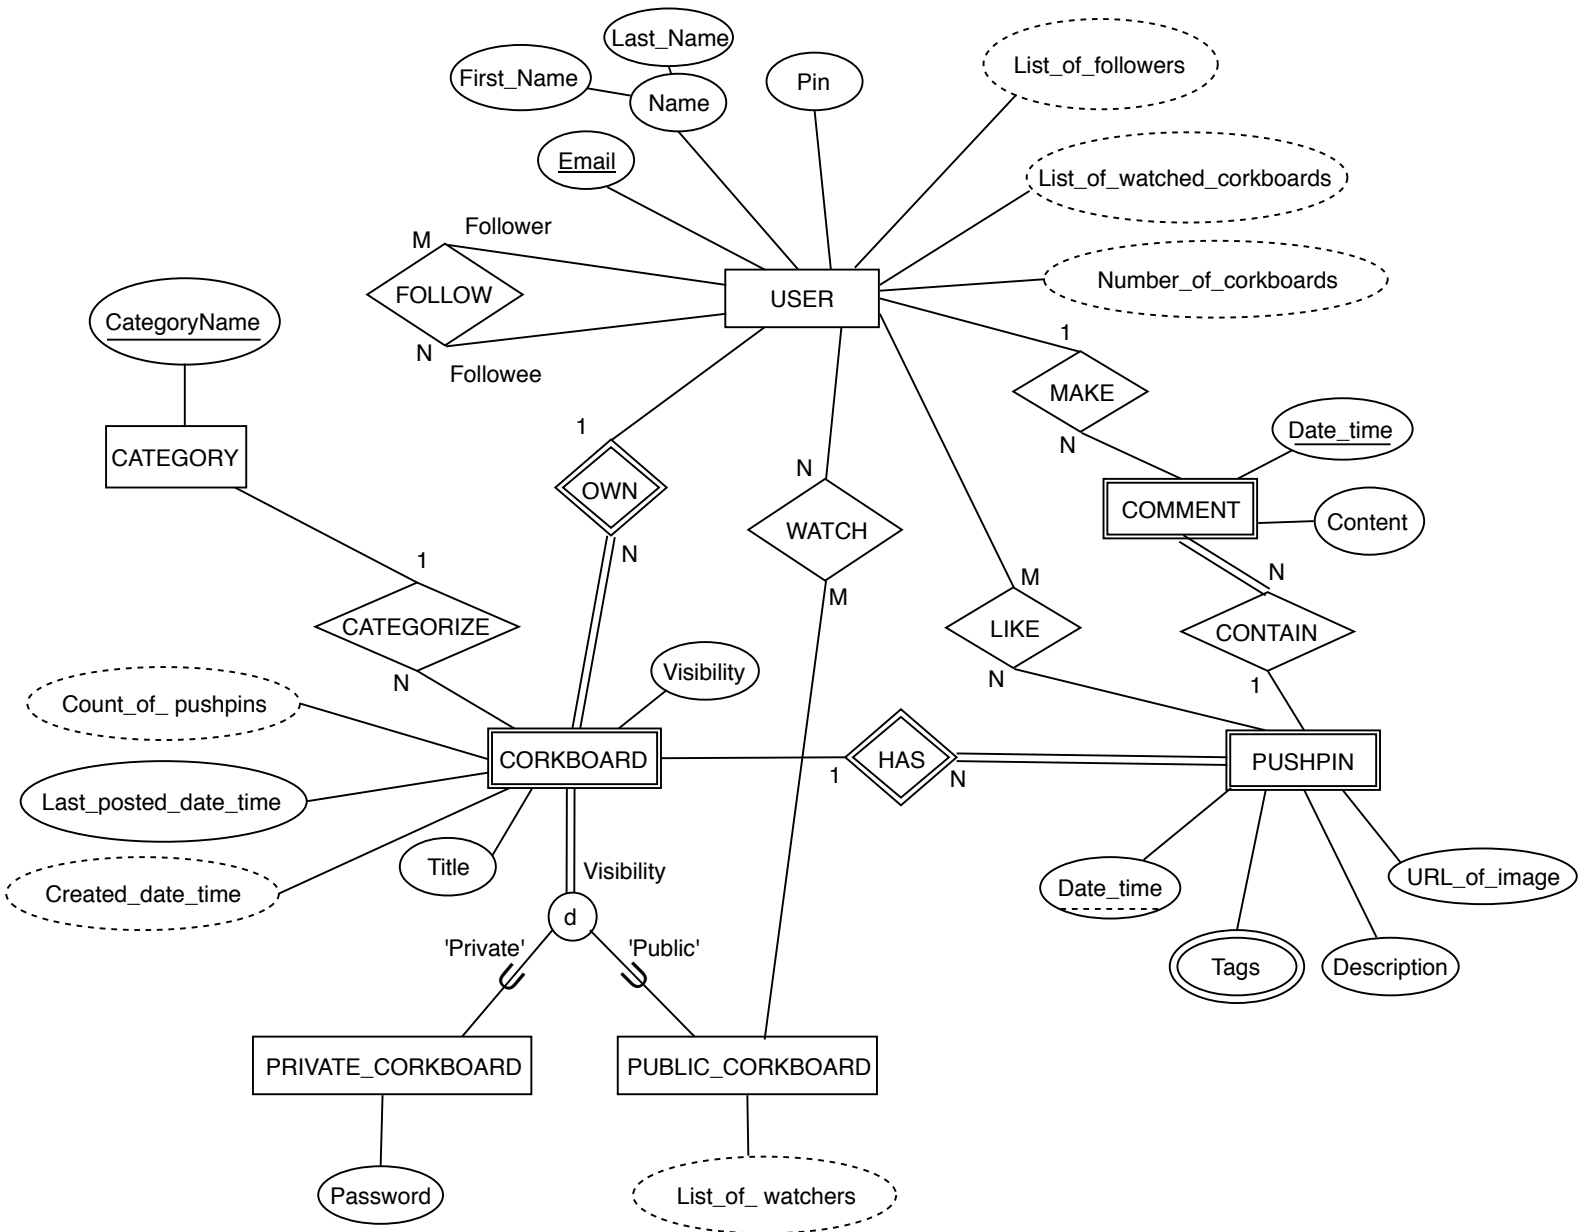 Last_Name
First_Name
Name
Pin
List_of_followers
Email
List_of_watched_corkboards
Follower
M
FOLLOW
N
Followee
USER
Number_of_corkboards
CategoryName
1
MAKE
N
Date_time
CATEGORY
1
OWN
N
N
WATCH
M
COMMENT
Content
1
CATEGORIZE
N
M
LIKE
N
N
CONTAIN
1
Visibility
Count_of_ pushpins
CORKBOARD
1
HAS
N
PUSHPIN
Last_posted_date_time
Title
Visibility
Created_date_time
d
'Private'
'Public'
Date_time
URL_of_image
Tags
Description
PRIVATE_CORKBOARD
PUBLIC_CORKBOARD
Password
List_of_ watchers